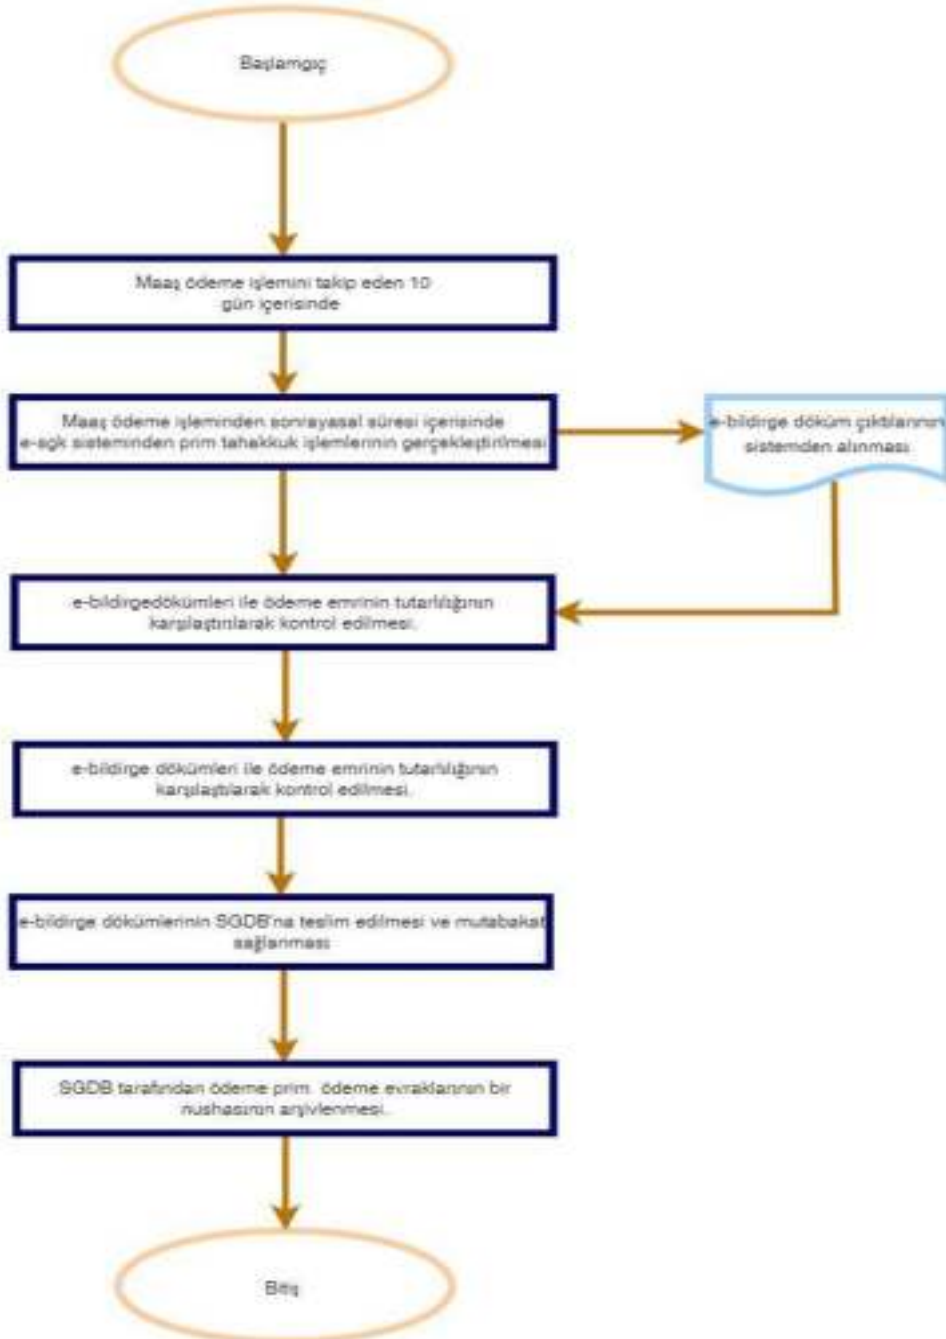 Başlamgıç
Maaş ödeme işlemini takip eden 10
gün içerisinde
Maaş ödeme işleminden sonrayasal süresi içerisinde
e-sgk sisteminden prim tahakkuk işlemlerinin gerçekleştirilmesi
e-bildirge döküm çıktılarının
sistemden alınması
e-bildirgedökümleri ile ödeme emrinin tutarlılığının
karşılaştırılarak kontrol edilmesi.
e-bildirge dökümleri ile ödeme emrinin tutarlılığının
karşılaştılarak kontrol edilmesi.
e-bildirge dökümlerinin SGDB'na teslim edilmesi ve mutabakat
sağlanması
SGDB tarafından ödeme prim ödeme evraklarının bir
nushasının arşivlenmesi.
Bitiş